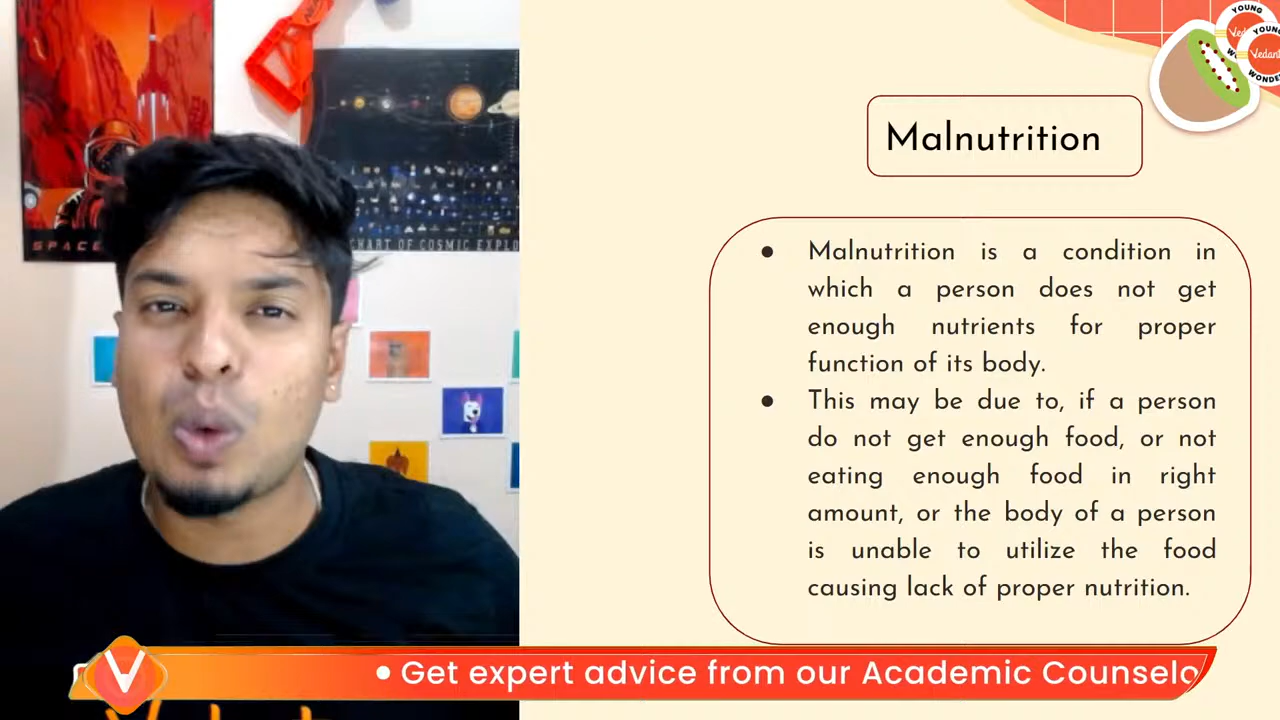 YOUNG
YOUNG
Malnutrition
SPACE
CHART OF COSMIC EXPLO
● Malnutrition is a condition in
which a person does not get
enough nutrients for proper
function of its body.
● This may be due to, if a person
do not get enough food, or not
eating enough food in right
amount, or the body of a person
is unable to utilize the food
causing lack of proper nutrition.
V
● Get expert advice from our Academic Counselo